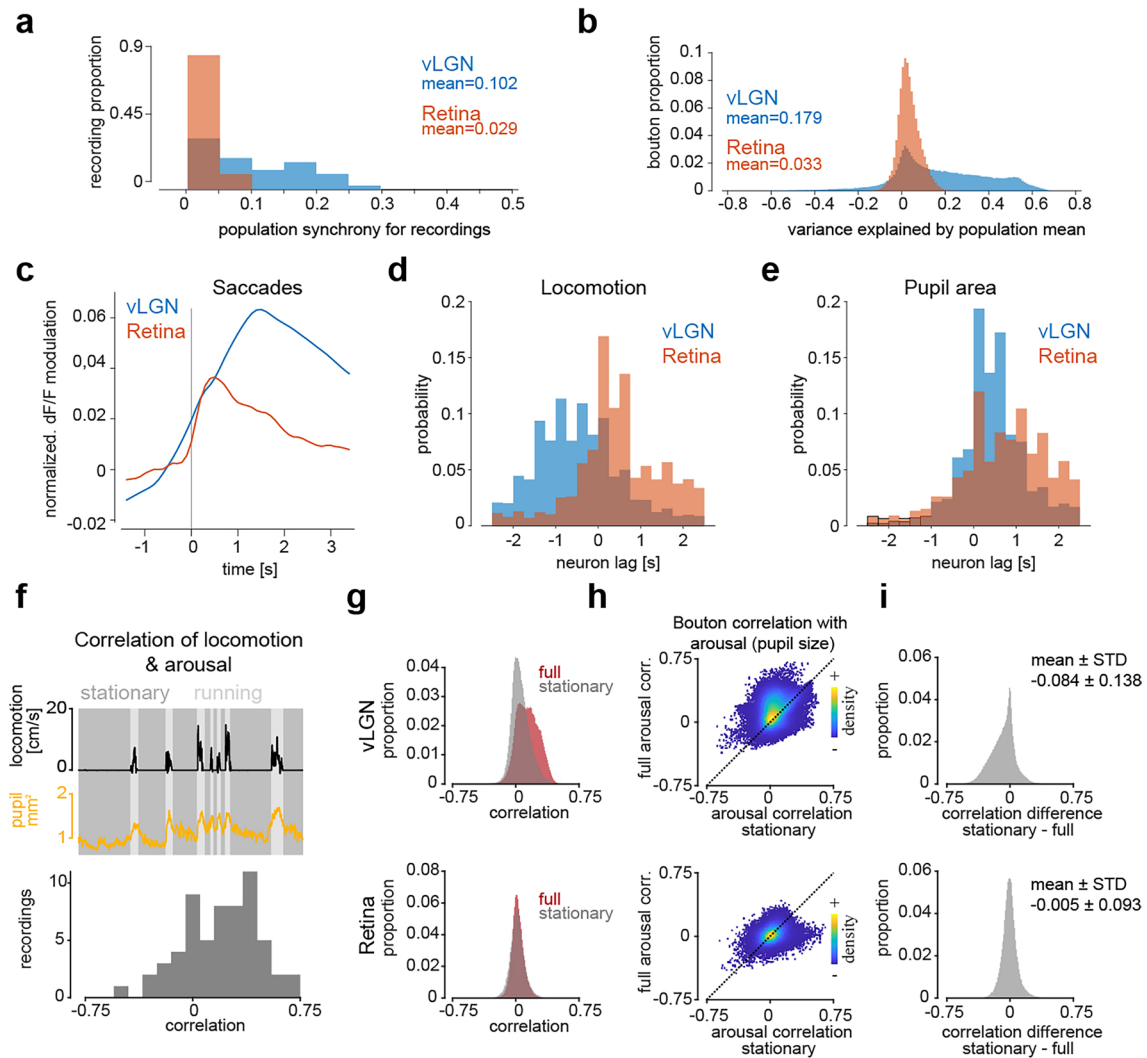 a
recording proportion
0.9
0.45
0
vLGN
mean=0.102
Retina
mean=0.029
0
0.1
0.2
0.3
0.4
0.5
population synchrony for recordings
b
bouton proportion
0.1
0.08
0.06
0.04
0.02
0
vLGN
mean=0.179
Retina
mean=0.033
-0.8
-0.6
-0.4
-0.2
0
0.2
0.4
0.6
0.8
variance explained by population mean
c
Saccades
vLGN
Retina
normalized. dF/F modulation
0.06
0,04
0.02
0
-0.02
-1
0
1
2
3
time [s]
d
Locomotion
vLGN
Retina
probability
0.2
0.15
0.1
0.05
0
-2
-1
0
1
2
neuron lag [s]
e
Pupil area
vLGN
Retina
probability
0.2
0.15
0.1
0.05
0
-2
-1
0
1
2
neuron lag [s]
f
Correlation of locomotion
& arousal
stationary
running
locomotion
[cm/s]
20
0
pupil
mm²
2
1
recordings
10
5
0
-0.75
0
0.75
correlation
g
vLGN
proportion
0.04
0.03
0.02
0.01
0
full
stationary
-0.75
0
0.75
correlation
Retina
proportion
0.08
0.06
0.04
0.02
0
full
stationary
-0.75
0
0.75
correlation
h
Bouton correlation with
arousal (pupil size)
full arousal corr.
0.75
0
-0.75
+
density
-
-0.75
0
0.75
arousal correlation
stationary
full arousal corr.
0.75
0
-0.75
+
density
-
-0.75
0
0.75
arousal correlation
stationary
i
proportion
0.06
0.04
0.02
0
mean ± STD
-0.084 ± 0.138
-0.75
0
0.75
correlation difference
stationary - full
proportion
0.06
0.04
0.02
0
mean ± STD
-0.005 ± 0.093
-0.75
0
0.75
correlation difference
stationary - full